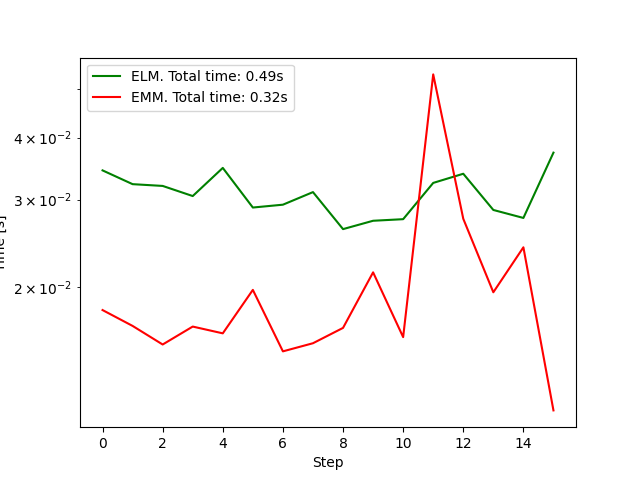 ELM. Total time: 0.49s
EMM. Total time: 0.32s
4 × 10⁻²
3 × 10⁻²
2 × 10⁻²
Time [s]
0 2 4 6 8 10 12 14
Step